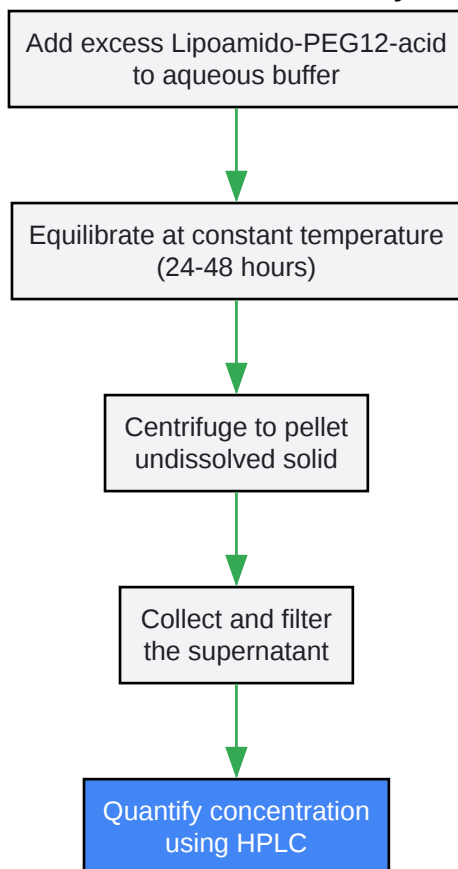 Add excess Lipoamido-PEG12-acid
to aqueous buffer
Equilibrate at constant temperature
(24-48 hours)
Centrifuge to pellet
undissolved solid
Collect and filter
the supernatant
Quantify concentration
using HPLC